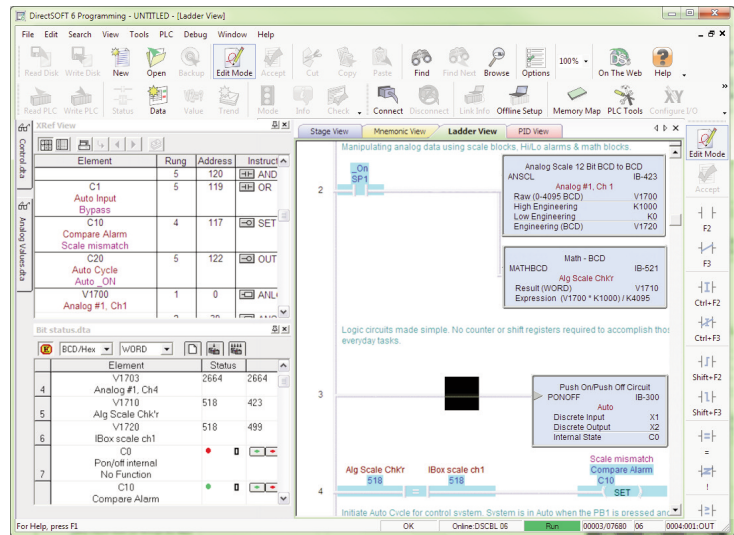 DirectSOFT 6 Programming - UNTITLED - [Ladder View]
File Edit Search View Tools PLC Debug Window Help
Read Disk Write Disk New Open Backup Edit Mode Accept Cut Copy Paste Find Find Next Browse Options 100% On The Web Help
Read PLC Write PLC Status Data Value Trend Mode Info Check Connect Disconnect Link Info Offline Setup Memory Map PLC Tools Configure I/O
XY
Control.dta
Analog Values.dta
XRef View
Element Rung Address Instruct
5 120 AND
C1 5 119 OR
Auto Input
Bypass
C10 4 117 SET
Compare Alarm
Scale mismatch
C20 5 122 OUT
Auto Cycle
Auto _ON
V1700 1 0 ANL
Analog #1, Ch1
Bit status.dta
BCD/Hex WORD
Element Status
4 V1703 2664 2664
Analog #1, Ch4
5 V1710 518 423
Alg Scale Chk'r
6 V1720 518 499
IBox scale ch1
7 C0 0
Pon/off internal
No Function
C10 0
Compare Alarm
Stage View Mnemonic View Ladder View PID View
Manipulating analog data using scale blocks, Hi/Lo alarms & math blocks.
2
_On
SP1
Analog Scale 12 Bit BCD to BCD
ANSCL IB-423
Analog #1, Ch 1
Raw (0-4095 BCD) V1700
High Engineering K1000
Low Engineering K0
Engineering (BCD) V1720
Math - BCD
MATHBCD IB-521
Alg Scale Chk'r
Result (WORD) V1710
Expression (V1700 * K1000) / K4095
Logic circuits made simple. No counter or shift registers required to accomplish thos
everyday tasks.
3
Push On/Push Off Circuit
PONOFF IB-300
Auto
Discrete Input X1
Discrete Output X2
Internal State C0
4
Alg Scale Chk'r IBox scale ch1
518 = 518
Scale mismatch
Compare Alarm
C10
SET
Initiate Auto Cycle for control system. System is in Auto when the PB1 is pressed and
Edit Mode
Accept
F2
F3
Ctrl+F2
Ctrl+F3
Shift+F2
Shift+F3
=
!
For Help, press F1 OK Online:DSCBL 06 Run 00003/07680 06 0004:001:OUT